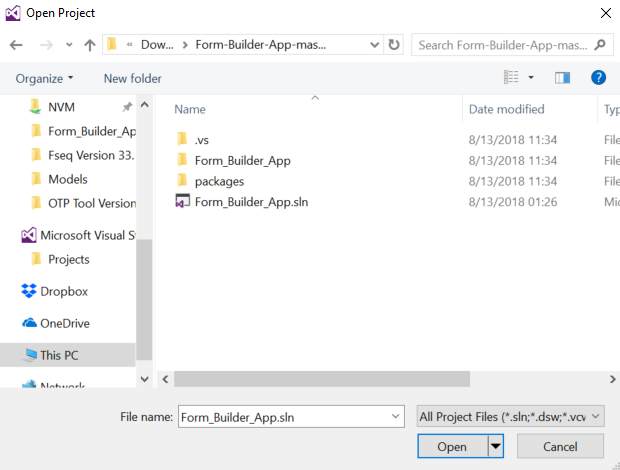 Open Project
« Dow... > Form-Builder-App-mas...
Search Form-Builder-App-mas...
Organize
New folder
Name
Date modified
Typ
NVM
Form_Builder_Ap
Fseq Version 33.
Models
OTP Tool Version
Microsoft Visual St
Projects
Dropbox
OneDrive
This PC
Network
.vs
8/13/2018 11:34
File
Form_Builder_App
8/13/2018 11:34
File
packages
8/13/2018 11:34
File
Form_Builder_App.sln
8/13/2018 01:26
Mic
File name:
Form_Builder_App.sln
All Project Files (*.sln;*.dsw;*.vcw
Open
Cancel